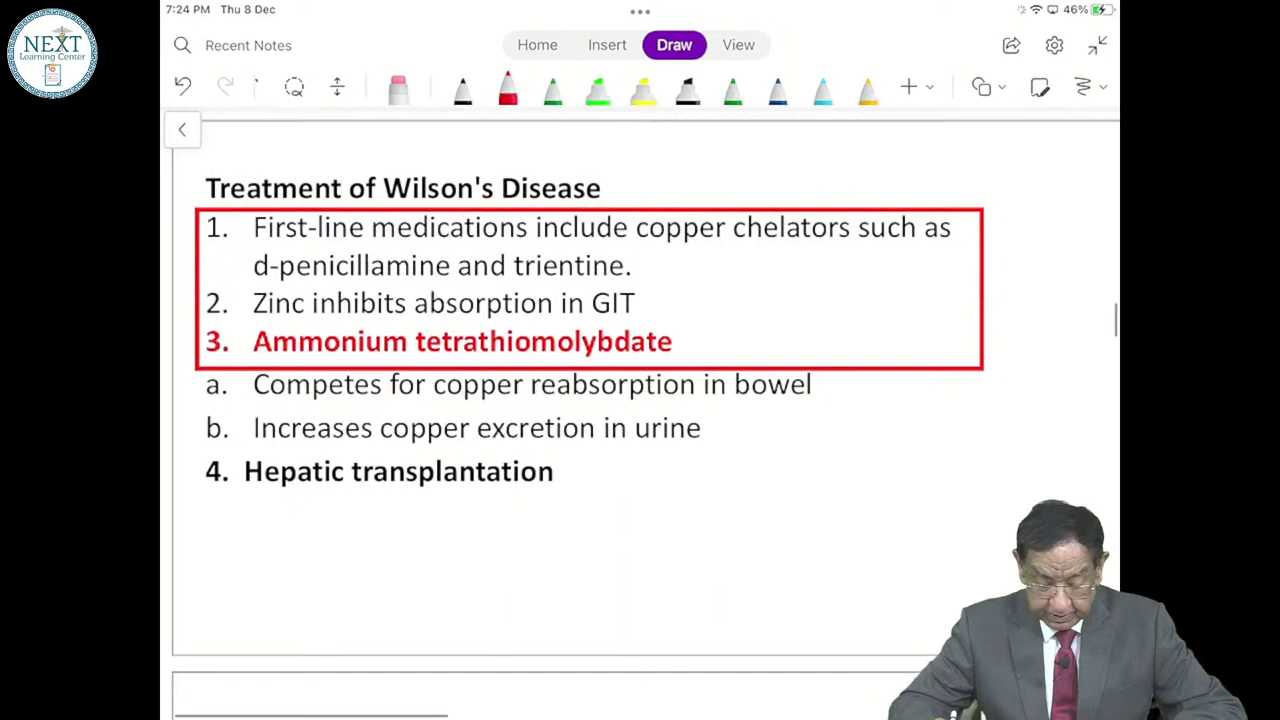 7:24 PM Thu 8 Dec
46%
NEXT
Learning Center
Recent Notes
Home Insert Draw View
Treatment of Wilson's Disease
1. First-line medications include copper chelators such as
d-penicillamine and trientine.
2. Zinc inhibits absorption in GIT
3. Ammonium tetrathiomolybdate
a. Competes for copper reabsorption in bowel
b. Increases copper excretion in urine
4. Hepatic transplantation